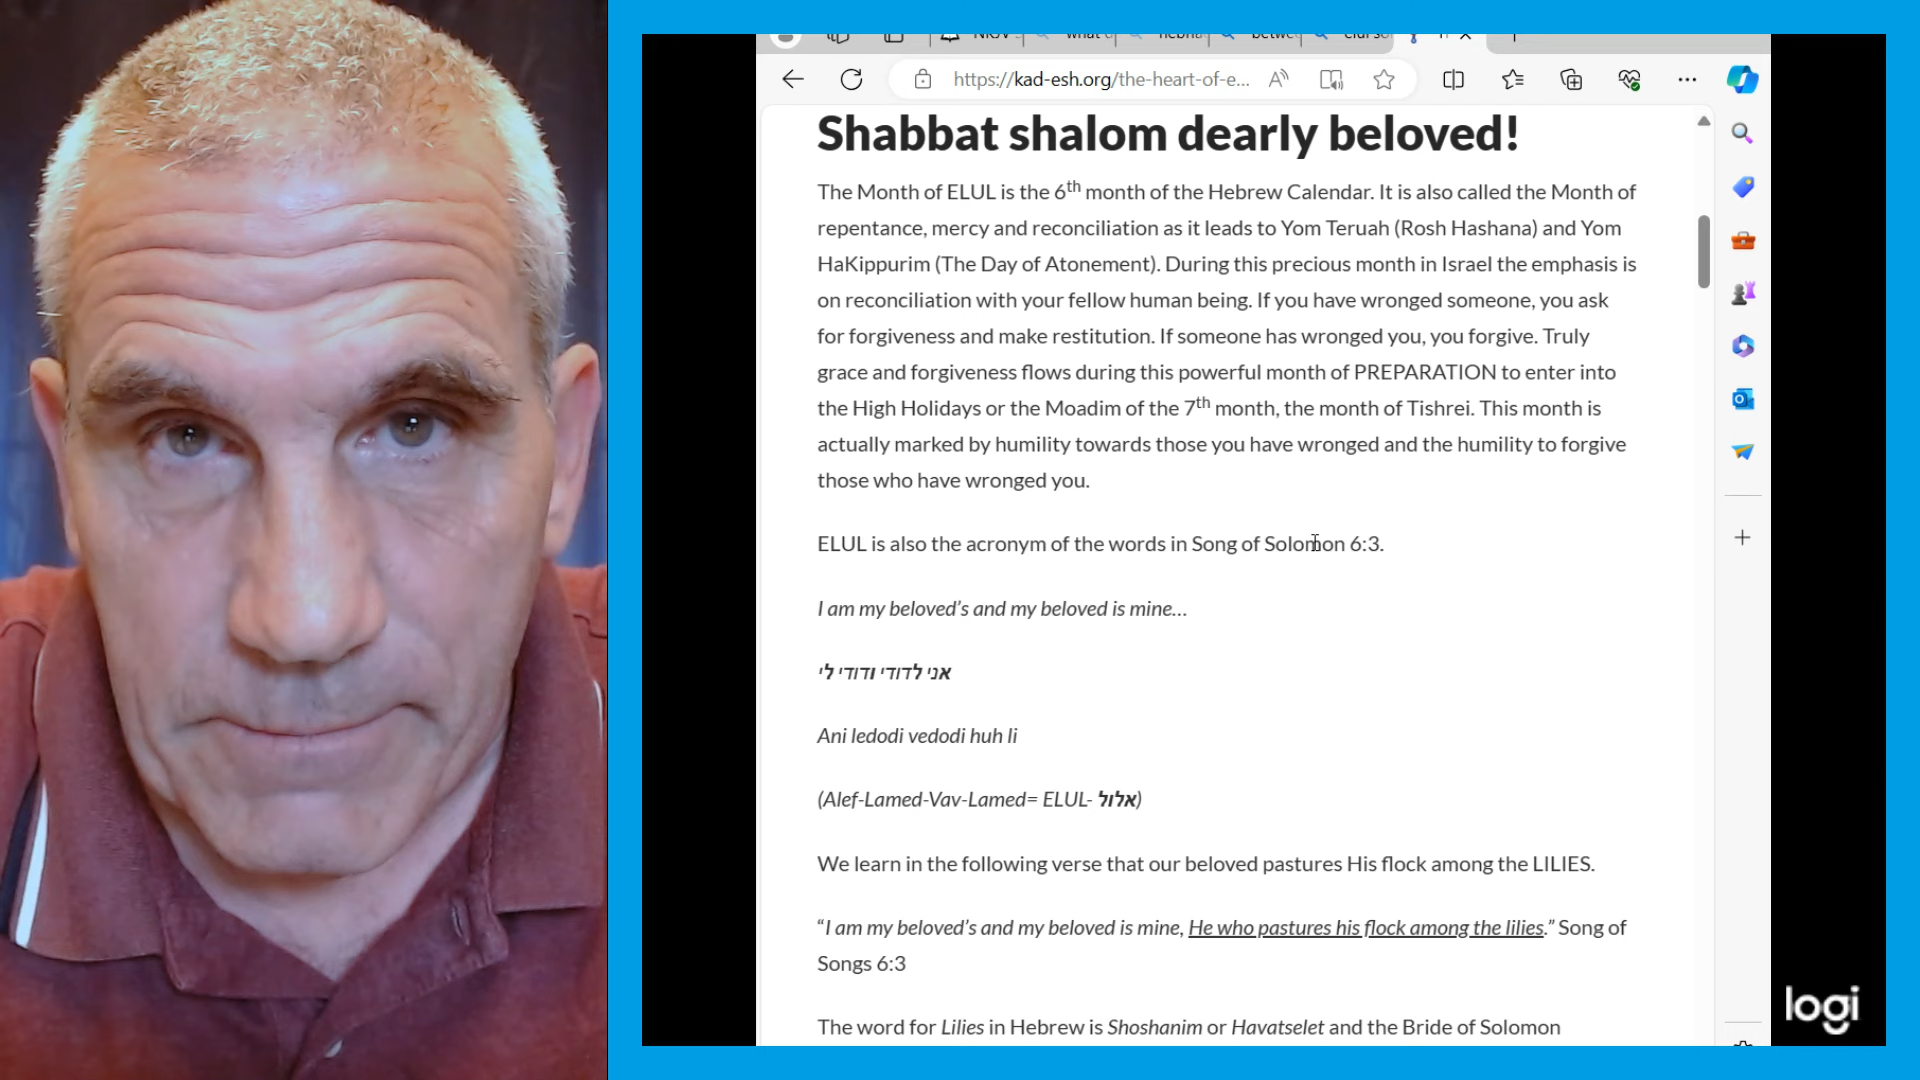 https://kad-esh.org/the-heart-of-e...
Shabbat shalom dearly beloved!
The Month of ELUL is the 6th month of the Hebrew Calendar. It is also called the Month of
repentance, mercy and reconciliation as it leads to Yom Teruah (Rosh Hashana) and Yom
HaKippurim (The Day of Atonement). During this precious month in Israel the emphasis is
on reconciliation with your fellow human being. If you have wronged someone, you ask
for forgiveness and make restitution. If someone has wronged you, you forgive. Truly
grace and forgiveness flows during this powerful month of PREPARATION to enter into
the High Holidays or the Moadim of the 7th month, the month of Tishrei. This month is
actually marked by humility towards those you have wronged and the humility to forgive
those who have wronged you.
ELUL is also the acronym of the words in Song of Solomon 6:3.
I am my beloved's and my beloved is mine…
אני לדודי ודודי לי
Ani ledodi vedodi huh li
(Alef-Lamed-Vav-Lamed= ELUL- אלול)
We learn in the following verse that our beloved pastures His flock among the LILIES.
“I am my beloved's and my beloved is mine, He who pastures his flock among the lilies.” Song of
Songs 6:3
The word for Lilies in Hebrew is Shoshanim or Havatselet and the Bride of Solomon
logi